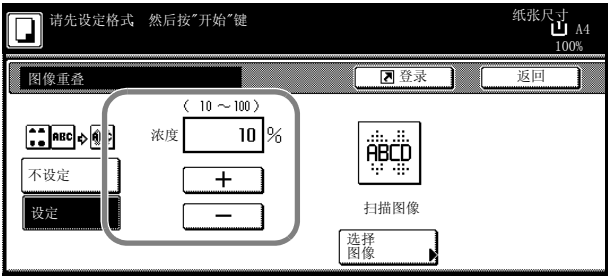 请先设定格式 然后按"开始"键
纸张尺寸
A4
100%
图像重叠
登录
返回
( 10 ~ 100 )
ABC
浓度
10 %
不设定
+
设定
−
ABCD
扫描图像
选择
图像